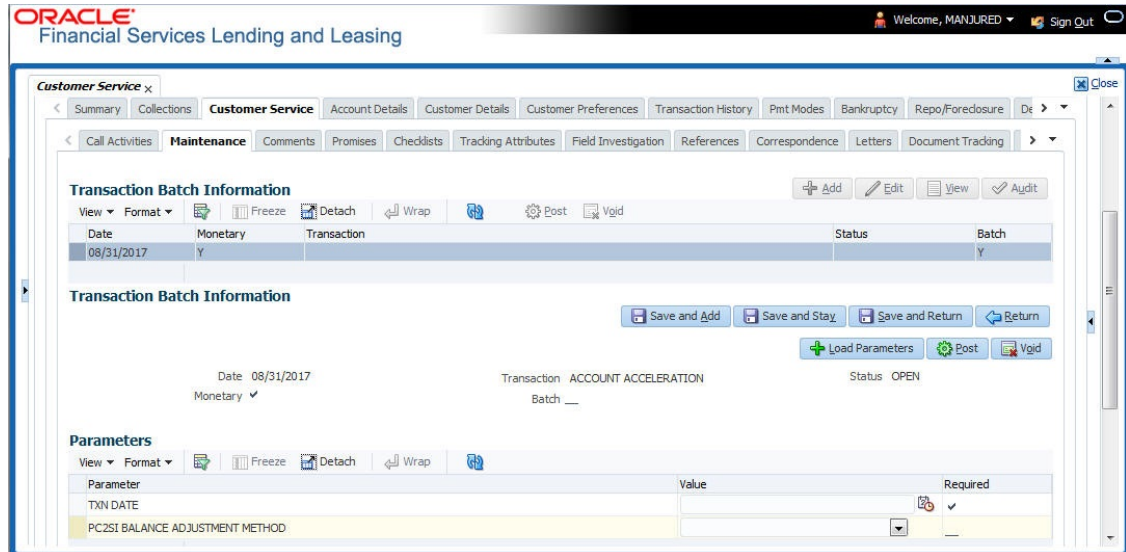 ORACLE
Welcome, MANJURED Sign Out
Financial Services Lending and Leasing
Customer Service x Close
Summary Collections Customer Service Account Details Customer Details Customer Preferences Transaction History Pmt Modes Bankruptcy Repo/Foreclosure De
Call Activities Maintenance Comments Promises Checklists Tracking Attributes Field Investigation References Correspondence Letters Document Tracking
Transaction Batch Information Add Edit View Audit
View Format Freeze Detach Wrap Post Void
Date Monetary Transaction Status Batch
08/31/2017 Y Y
Transaction Batch Information
Save and Add Save and Stay Save and Return Return
Load Parameters Post Void
Date 08/31/2017 Transaction ACCOUNT ACCELERATION Status OPEN
Monetary Batch
Parameters
View Format Freeze Detach Wrap
Parameter Value Required
TXN DATE
PC2SI BALANCE ADJUSTMENT METHOD